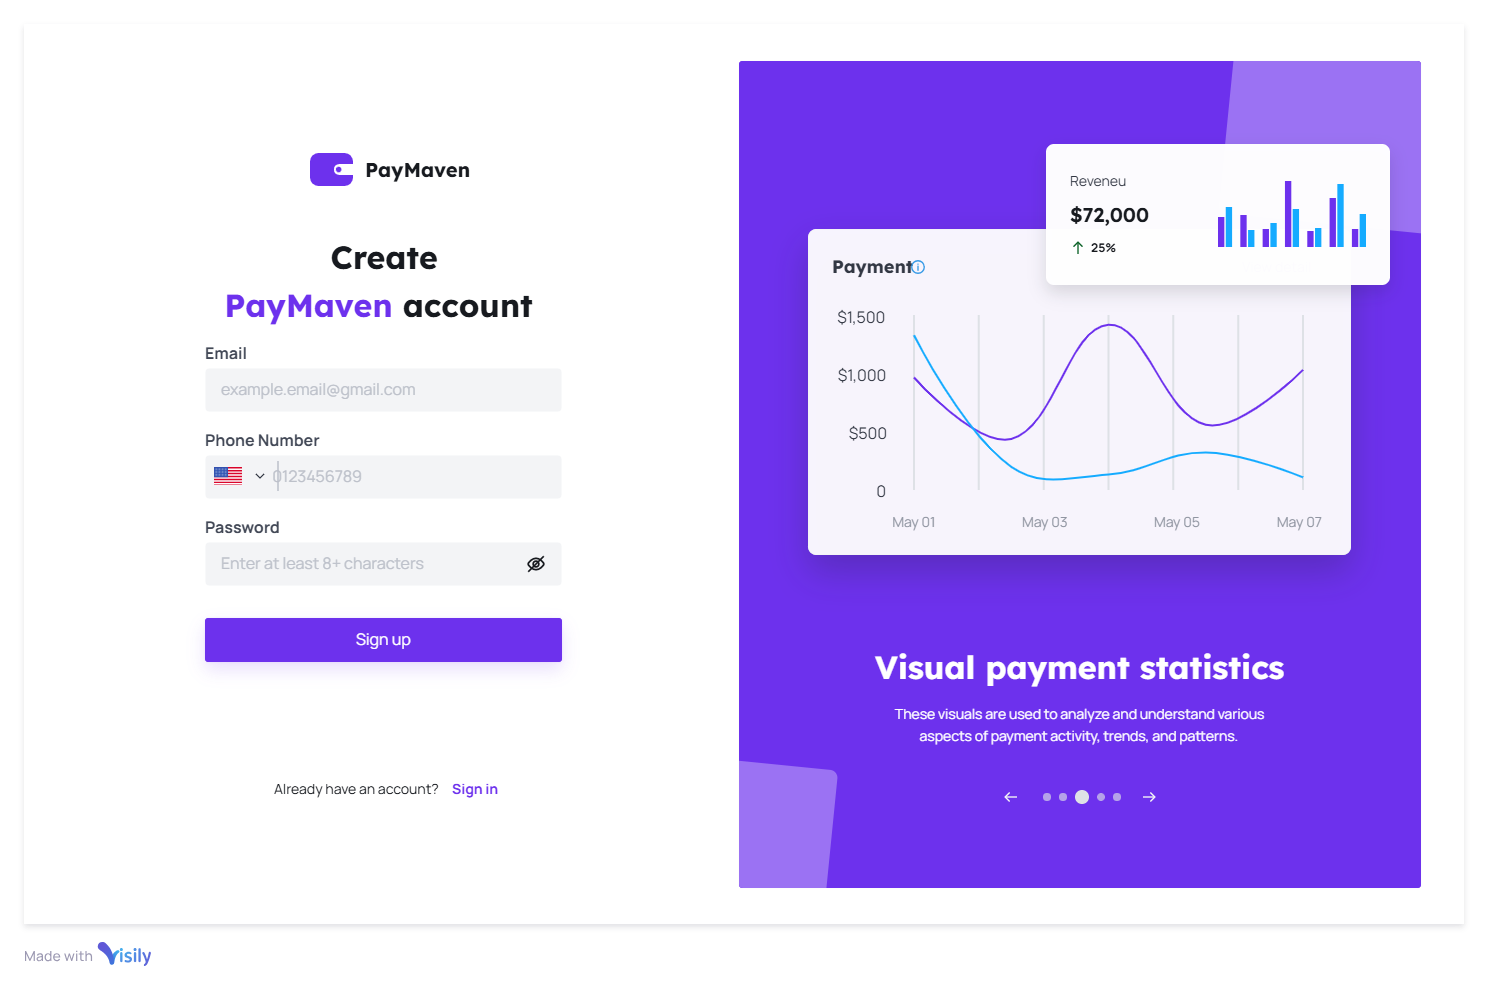 PayMaven
Create
PayMaven account
Email
example.email@gmail.com
Phone Number
0123456789
Password
Enter at least 8+ characters
Sign up
Already have an account? Sign in
Reveneu
$72,000
25%
Payment
$1,500
$1,000
$500
0
May 01 May 03 May 05 May 07
Visual payment statistics
These visuals are used to analyze and understand various
aspects of payment activity, trends, and patterns.
Made with Visily